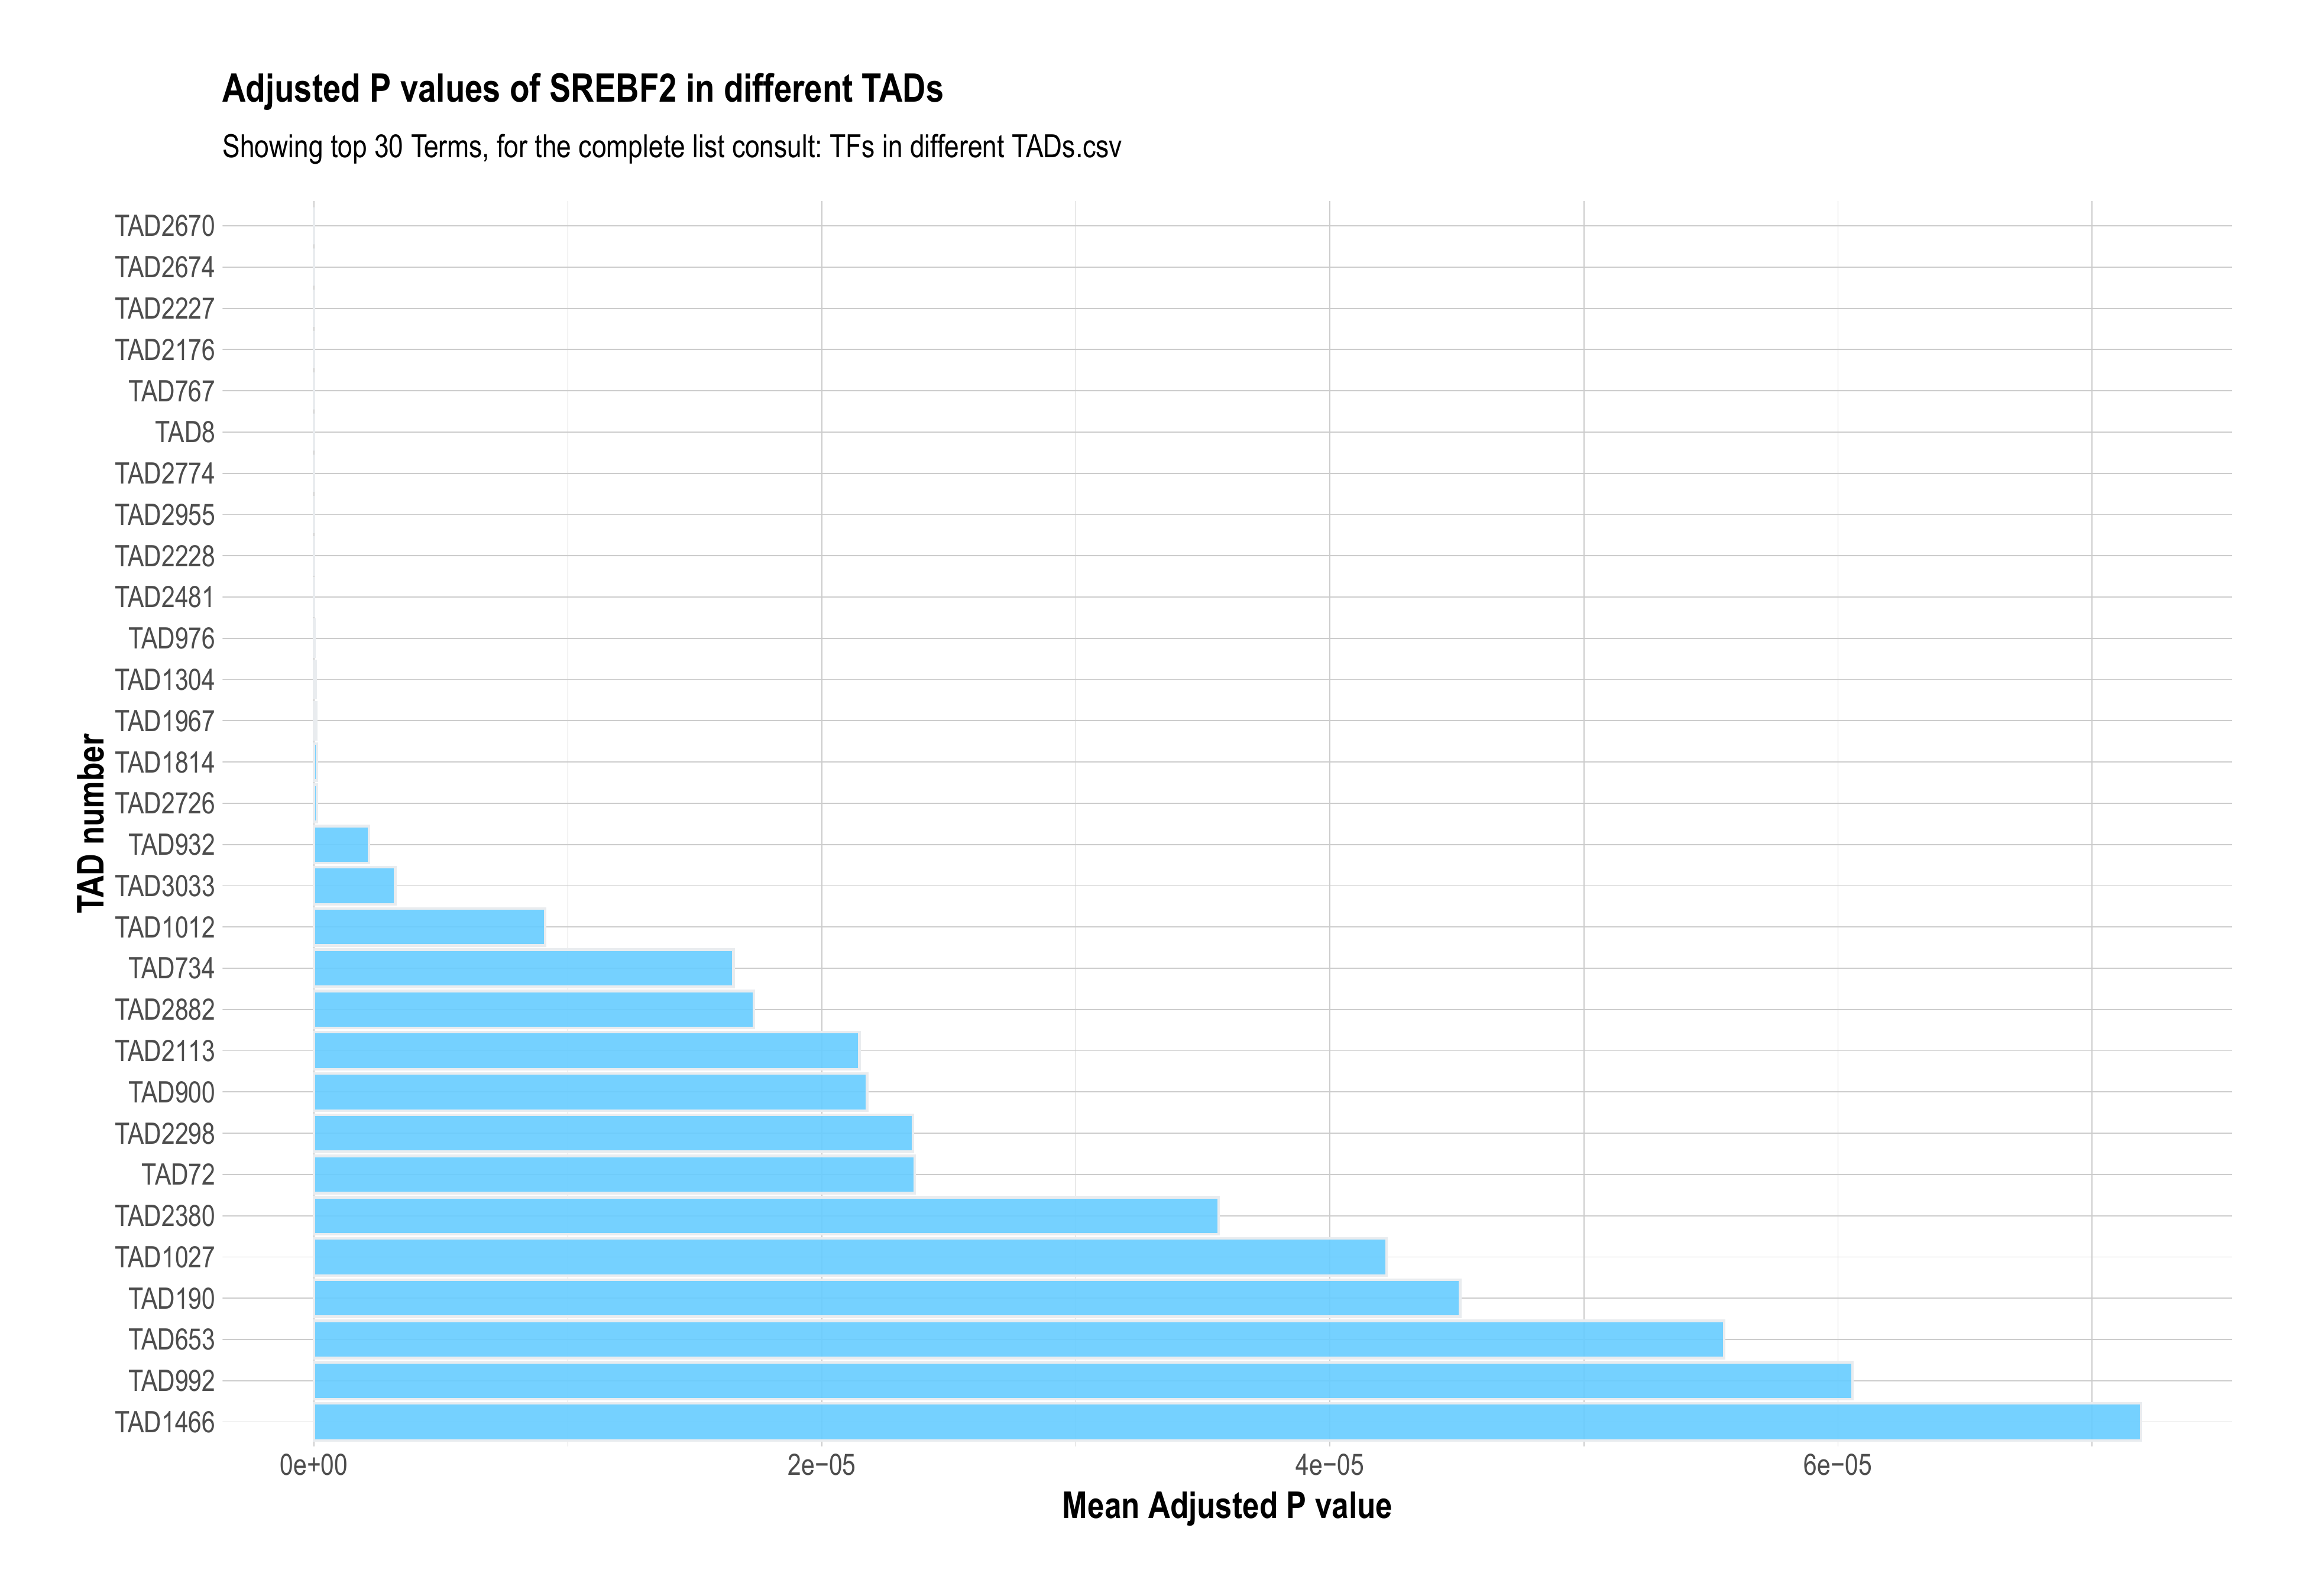 Adjusted P values of SREBF2 in different TADs
Showing top 30 Terms, for the complete list consult: TFs in different TADs.csv
TAD number
TAD2670
TAD2674
TAD2227
TAD2176
TAD767
TAD8
TAD2774
TAD2955
TAD2228
TAD2481
TAD976
TAD1304
TAD1967
TAD1814
TAD2726
TAD932
TAD3033
TAD1012
TAD734
TAD2882
TAD2113
TAD900
TAD2298
TAD72
TAD2380
TAD1027
TAD190
TAD653
TAD992
TAD1466
0e+00 2e−05 4e−05 6e−05
Mean Adjusted P value